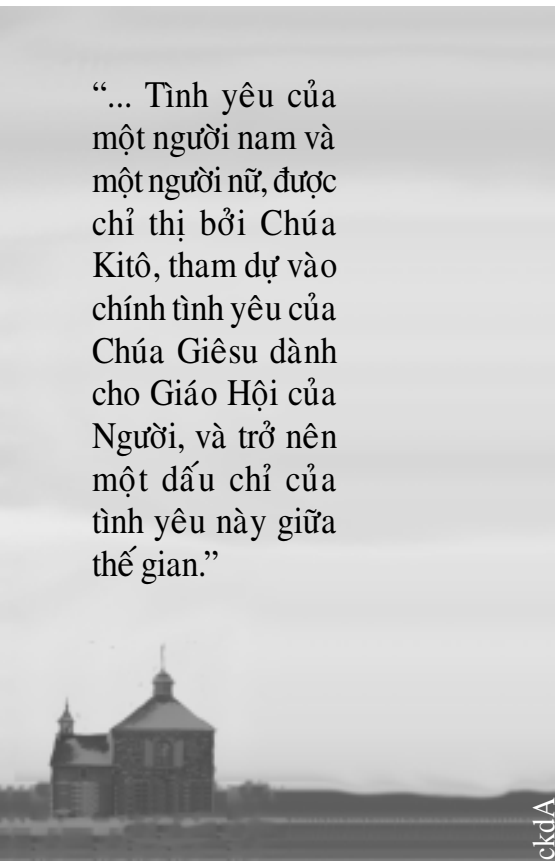 “... Tình yêu của
một người nam và
một người nữ, được
chỉ thị bởi Chúa
Kitô, tham dự vào
chính tình yêu của
Chúa Giêsu dành
cho Giáo Hội của
Người, và trở nên
một dấu chỉ của
tình yêu này giữa
thế gian.”
ckdA